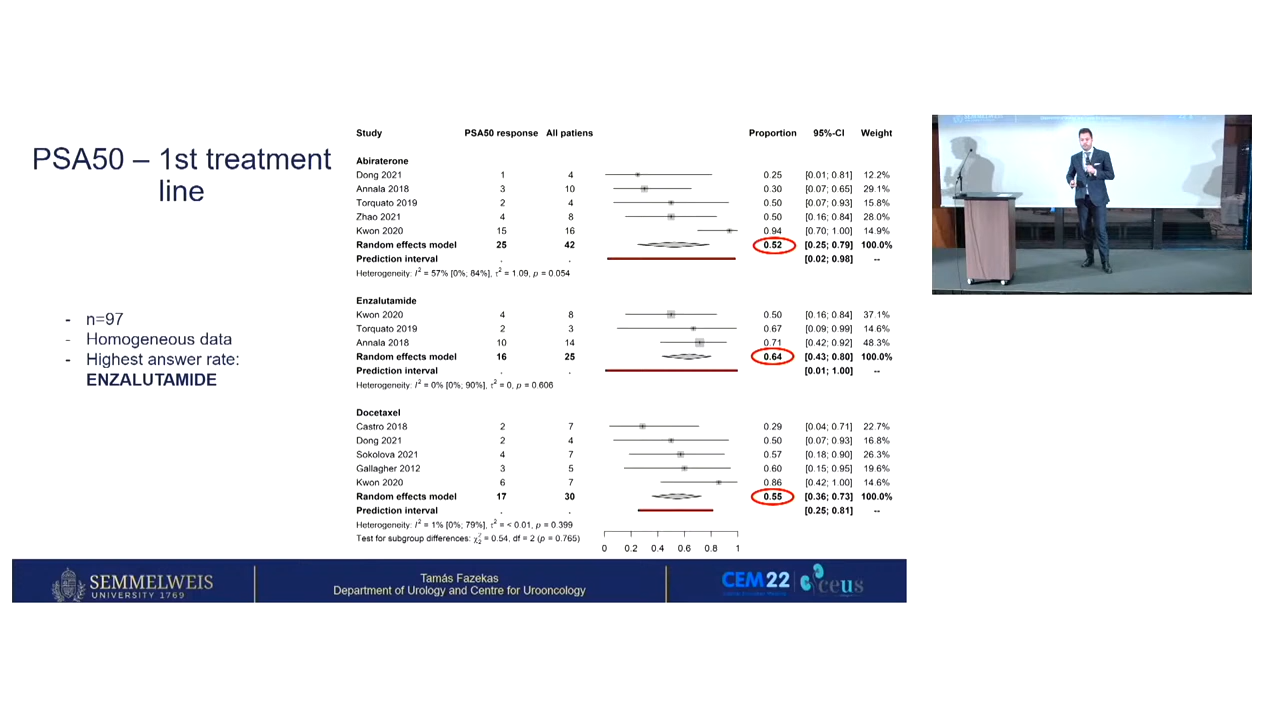 PSA50 – 1st treatment
line
- n=97
- Homogeneous data
- Highest answer rate:
ENZALUTAMIDE
Study PSA50 response All patiens Proportion 95%-CI Weight
Abiraterone
Dong 2021 1 4 0.25 [0.01; 0.81] 12.2%
Annala 2018 3 10 0.30 [0.07; 0.65] 29.1%
Torquato 2019 2 4 0.50 [0.07; 0.93] 15.8%
Zhao 2021 4 8 0.50 [0.16; 0.84] 28.0%
Kwon 2020 15 16 0.94 [0.70; 1.00] 14.9%
Random effects model 25 42 0.52 [0.25; 0.79] 100.0%
Prediction interval . . [0.02; 0.98] --
Heterogeneity: I² = 57% [0%; 84%], τ² = 1.09, p = 0.054
Enzalutamide
Kwon 2020 4 8 0.50 [0.16; 0.84] 37.1%
Torquato 2019 2 3 0.67 [0.09; 0.99] 14.6%
Annala 2018 10 14 0.71 [0.42; 0.92] 48.3%
Random effects model 16 25 0.64 [0.43; 0.80] 100.0%
Prediction interval . . [0.01; 1.00] --
Heterogeneity: I² = 0% [0%; 90%], τ² = 0, p = 0.606
Docetaxel
Castro 2018 2 7 0.29 [0.04; 0.71] 22.7%
Dong 2021 2 4 0.50 [0.07; 0.93] 16.8%
Sokolova 2021 4 7 0.57 [0.18; 0.90] 26.3%
Gallagher 2012 3 5 0.60 [0.15; 0.95] 19.6%
Kwon 2020 6 7 0.86 [0.42; 1.00] 14.6%
Random effects model 17 30 0.55 [0.36; 0.73] 100.0%
Prediction interval . . [0.25; 0.81] --
Heterogeneity: I² = 1% [0%; 79%], τ² = < 0.01, p = 0.399
Test for subgroup differences: χ²₂ = 0.54, df = 2 (p = 0.765)
0 0.2 0.4 0.6 0.8 1
SEMMELWEIS
UNIVERSITY 1769
Tamás Fazekas
Department of Urology and Centre for Urooncology
CEM22
ceus